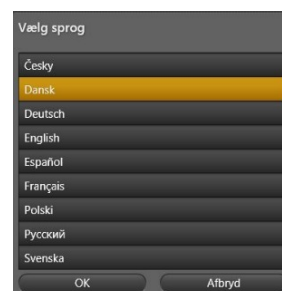 Vælg sprog
Česky
Dansk
Deutsch
English
Español
Français
Polski
Русский
Svenska
OK Afbryd